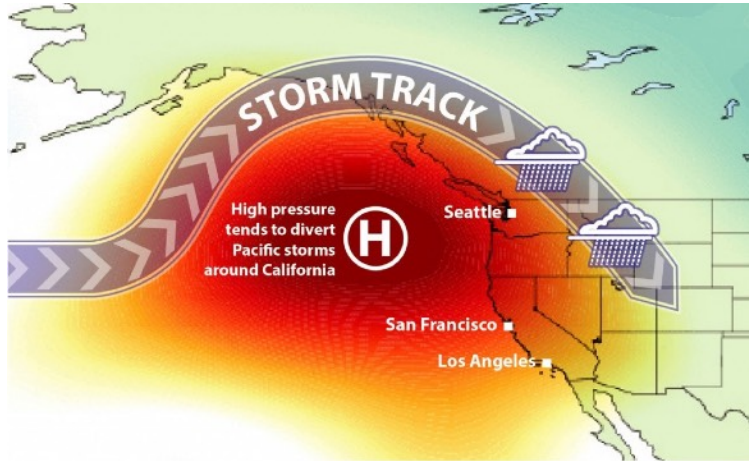 STORM TRACK
High pressure
tends to divert
Pacific storms
around California
H
Seattle
San Francisco
Los Angeles